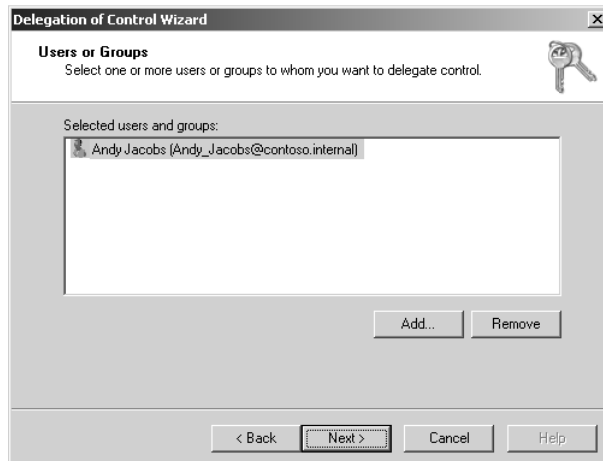 Delegation of Control Wizard
Users or Groups
Select one or more users or groups to whom you want to delegate control.
Selected users and groups:
Andy Jacobs (Andy_Jacobs@contoso.internal)
Add...
Remove
< Back
Next >
Cancel
Help